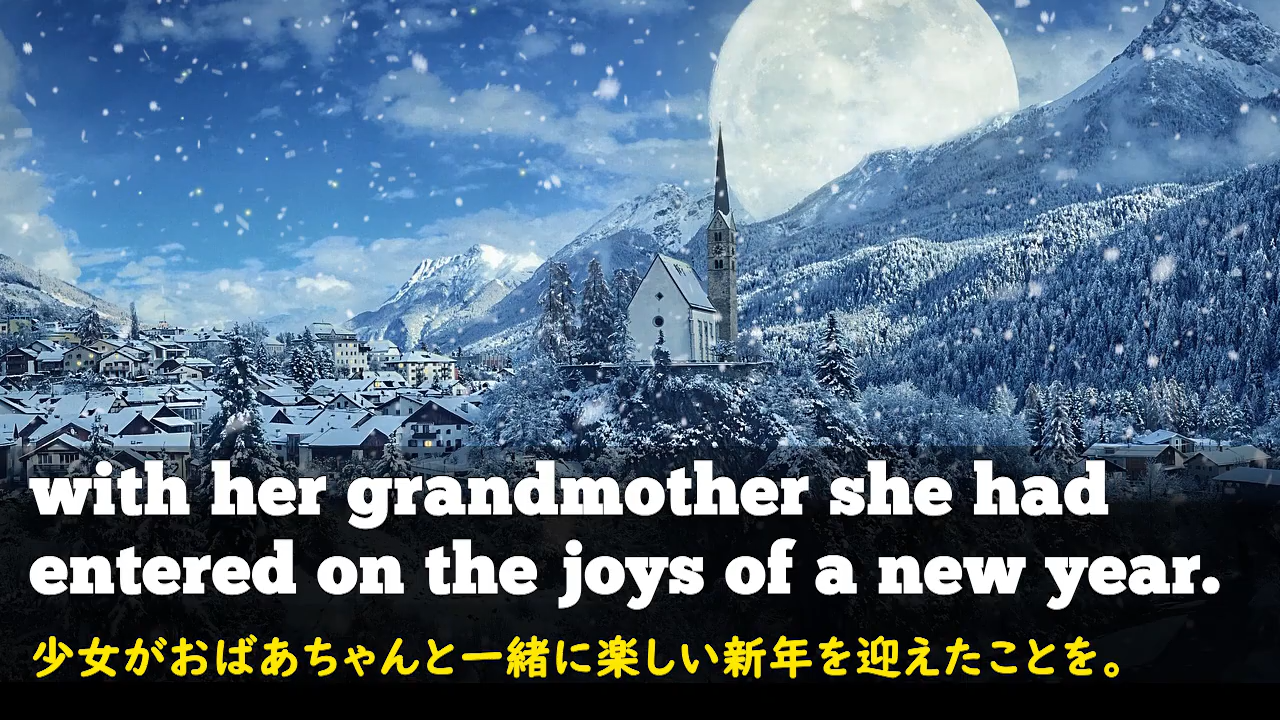 with her grandmother she had
entered on the joys of a new year.
少女がおばあちゃんと一緒に楽しい新年を迎えたことを。